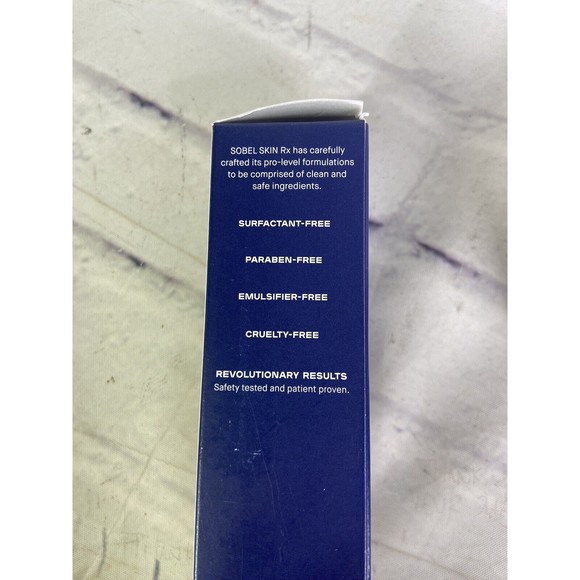 SOBEL SKIN Rx has carefully
crafted its pro-level formulations
to be comprised of clean and
safe ingredients.
SURFACTANT-FREE
PARABEN-FREE
EMULSIFIER-FREE
CRUELTY-FREE
REVOLUTIONARY RESULTS
Safety tested and patient proven.